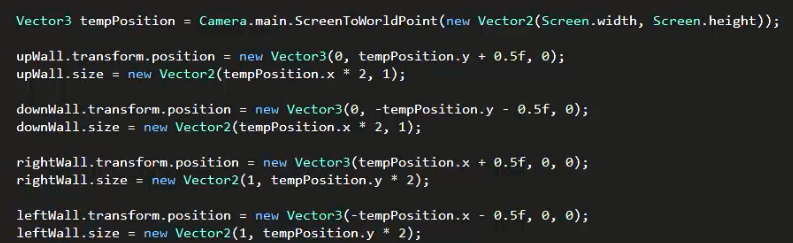 Vector3 tempPosition = Camera.main.ScreenToWorldPoint(new Vector2(Screen.width, Screen.height));
upWall.transform.position = new Vector3(0, tempPosition.y + 0.5f, 0);
upWall.size = new Vector2(tempPosition.x * 2, 1);
downWall.transform.position = new Vector3(0, -tempPosition.y - 0.5f, 0);
downWall.size = new Vector2(tempPosition.x * 2, 1);
rightWall.transform.position = new Vector3(tempPosition.x + 0.5f, 0, 0);
rightWall.size = new Vector2(1, tempPosition.y * 2);
leftWall.transform.position = new Vector3(-tempPosition.x - 0.5f, 0, 0);
leftWall.size = new Vector2(1, tempPosition.y * 2);